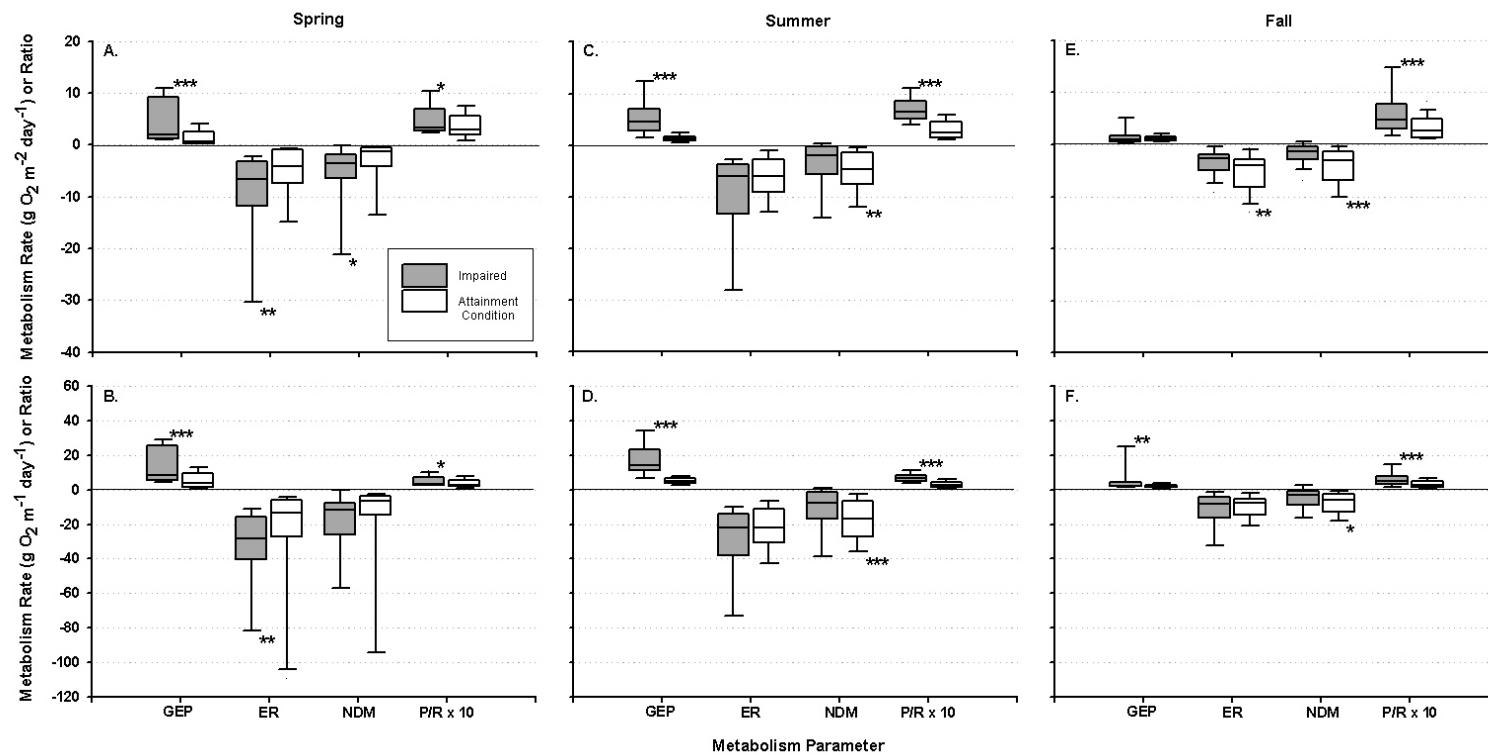 Spring
Summer
Fall
Metabolism Rate (g O2 m-2 day-1) or Ratio
20
10
0
-10
-20
-30
-40
A.
***
**
*
*
Impaired
Attainment
Condition
C.
***
**
***
E.
**
***
***
Metabolism Rate (g O2 m-1 day-1) or Ratio
60
40
20
0
-20
-40
-60
-80
-100
-120
B.
***
**
*
D.
***
***
***
F.
**
*
***
GEP ER NDM P/R x 10
GEP ER NDM P/R x 10
GEP ER NDM P/R x 10
Metabolism Parameter